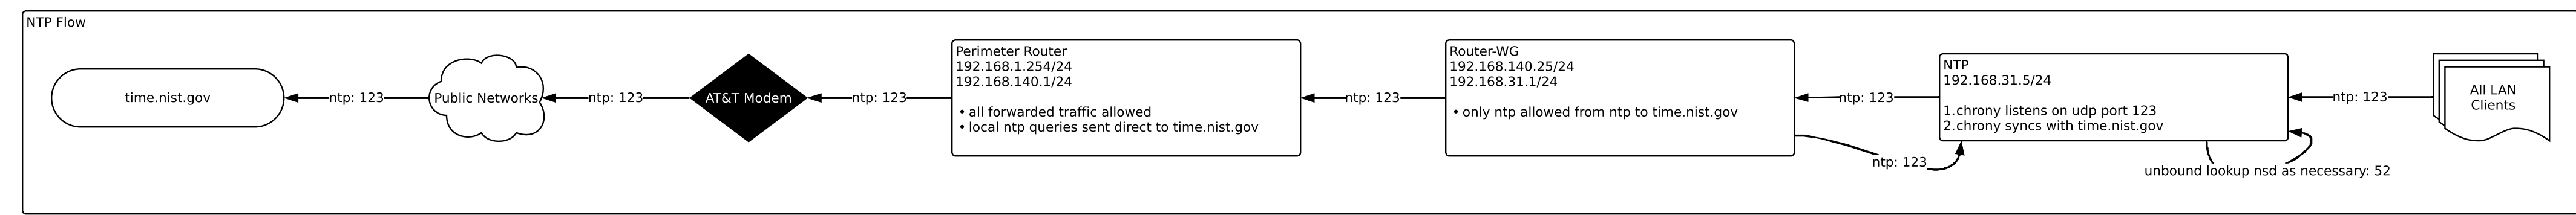 NTP Flow
time.nist.gov
ntp: 123
Public Networks
ntp: 123
AT&T Modem
ntp: 123
Perimeter Router
192.168.1.254/24
192.168.140.1/24
• all forwarded traffic allowed
• local ntp queries sent direct to time.nist.gov
ntp: 123
Router-WG
192.168.140.25/24
192.168.31.1/24
• only ntp allowed from ntp to time.nist.gov
ntp: 123
ntp: 123
NTP
192.168.31.5/24
1.chrony listens on udp port 123
2.chrony syncs with time.nist.gov
unbound lookup nsd as necessary: 52
ntp: 123
All LAN
Clients